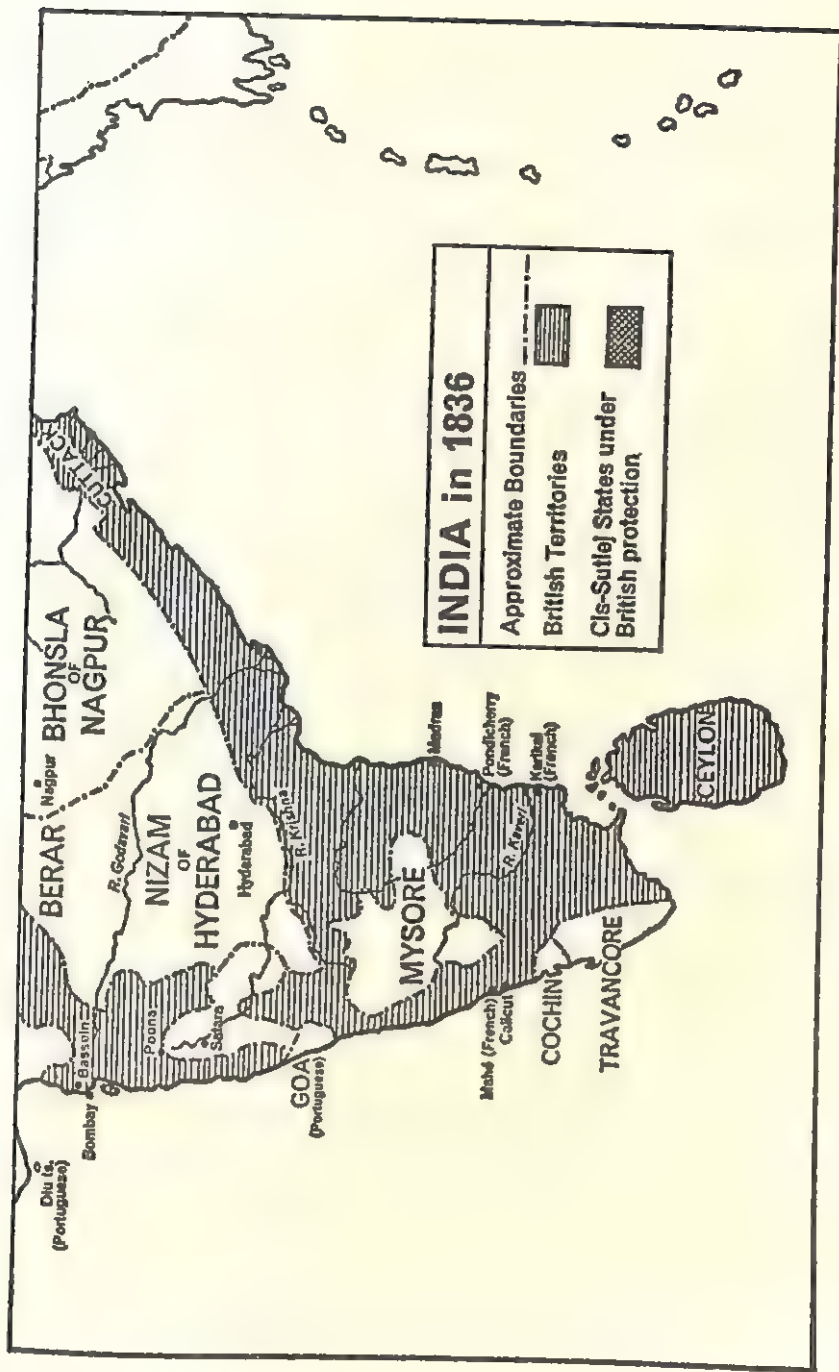 INDIA in 1836
Approximate Boundaries
British Territories
Cis-Sutlej States under
British protection
CUTTACK
BHONSLA
OF
NAGPUR
Nagpur
BERAR
R. Godavari
NIZAM
OF
HYDERABAD
Hyderabad
R. Krishna
Diu Is.
(Portuguese)
Bombay
Bassein
Poona
Satara
GOA
(Portuguese)
MYSORE
Madras
Pondicherry
(French)
Karikal
(French)
R. Kaveri
Mahé (French)
Calicut
COCHIN
TRAVANCORE
CEYLON